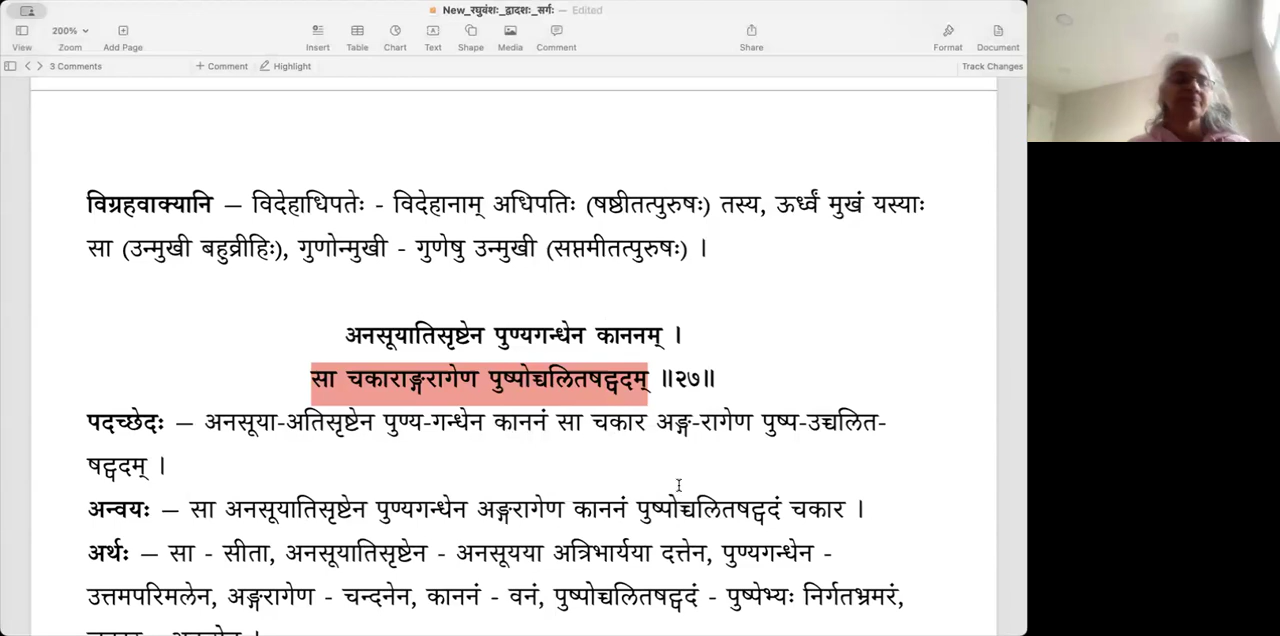 New_रघुवंशः_द्वादशः_सर्गः — Edited
200%
View Zoom Add Page Insert Table Chart Text Shape Media Comment Share Format Document
3 Comments + Comment Highlight Track Changes
विग्रहवाक्यानि — विदेहाधिपतेः - विदेहानाम् अधिपतिः (षष्ठीतत्पुरुषः) तस्य, ऊर्ध्वं मुखं यस्याः
सा (उन्मुखी बहुव्रीहिः), गुणोन्मुखी - गुणेषु उन्मुखी (सप्तमीतत्पुरुषः) ।
अनसूयातिसृष्टेन पुण्यगन्धेन काननम् ।
सा चकाराङ्गरागेण पुष्पोच्चलितषट्पदम् ॥२७॥
पदच्छेदः — अनसूया-अतिसृष्टेन पुण्य-गन्धेन काननं सा चकार अङ्ग-रागेण पुष्प-उच्चलित-
षट्पदम् ।
अन्वयः — सा अनसूयातिसृष्टेन पुण्यगन्धेन अङ्गरागेण काननं पुष्पोच्चलितषट्पदं चकार ।
अर्थः — सा - सीता, अनसूयातिसृष्टेन - अनसूयया अत्रिभार्यया दत्तेन, पुण्यगन्धेन -
उत्तमपरिमलेन, अङ्गरागेण - चन्दनेन, काननं - वनं, पुष्पोच्चलितषट्पदं - पुष्पेभ्यः निर्गतभ्रमरं,